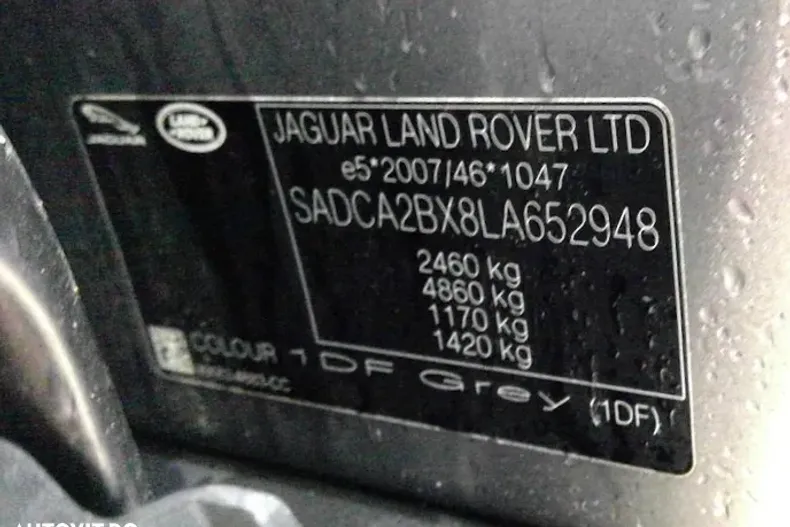 JAGUAR
LAND ROVER
JAGUAR LAND ROVER LTD
e5*2007/46*1047
SADCA2BX8LA652948
2460 kg
4860 kg
1170 kg
1420 kg
COLOUR 1DF Grey (1DF)